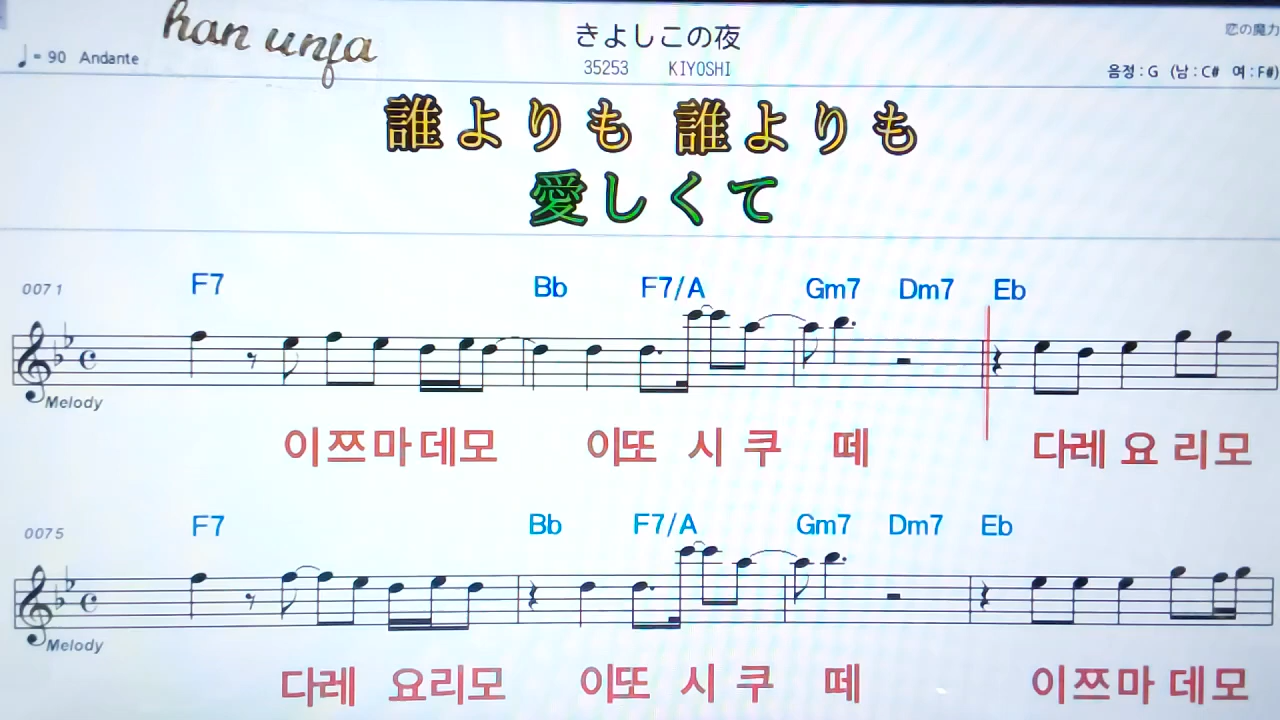 han unfa
きよしこの夜
恋の魔力
♩= 90 Andante
35253 KIYOSHI
음정 : G (남 : C# 여 : F#)
誰よりも 誰よりも
愛しくて
0071 F7 Bb F7/A Gm7 Dm7 Eb
Melody
이쯔마데모 이또 시 쿠 떼 다레 요 리모
0075 F7 Bb F7/A Gm7 Dm7 Eb
Melody
다레 요리모 이또 시 쿠 떼 이쯔마 데모